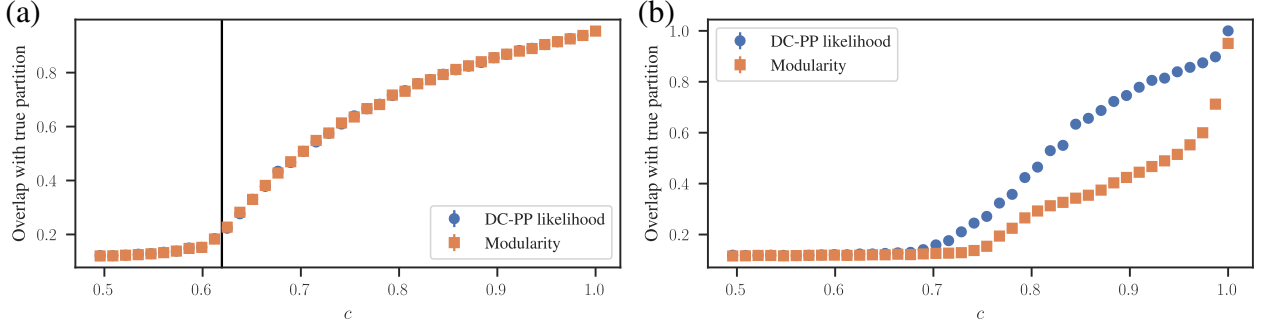 (a)
Overlap with true partition
0.8
0.6
0.4
0.2
DC-PP likelihood
Modularity
0.5 0.6 0.7 0.8 0.9 1.0
c
(b)
Overlap with true partition
1.0
0.8
0.6
0.4
0.2
DC-PP likelihood
Modularity
0.5 0.6 0.7 0.8 0.9 1.0
c